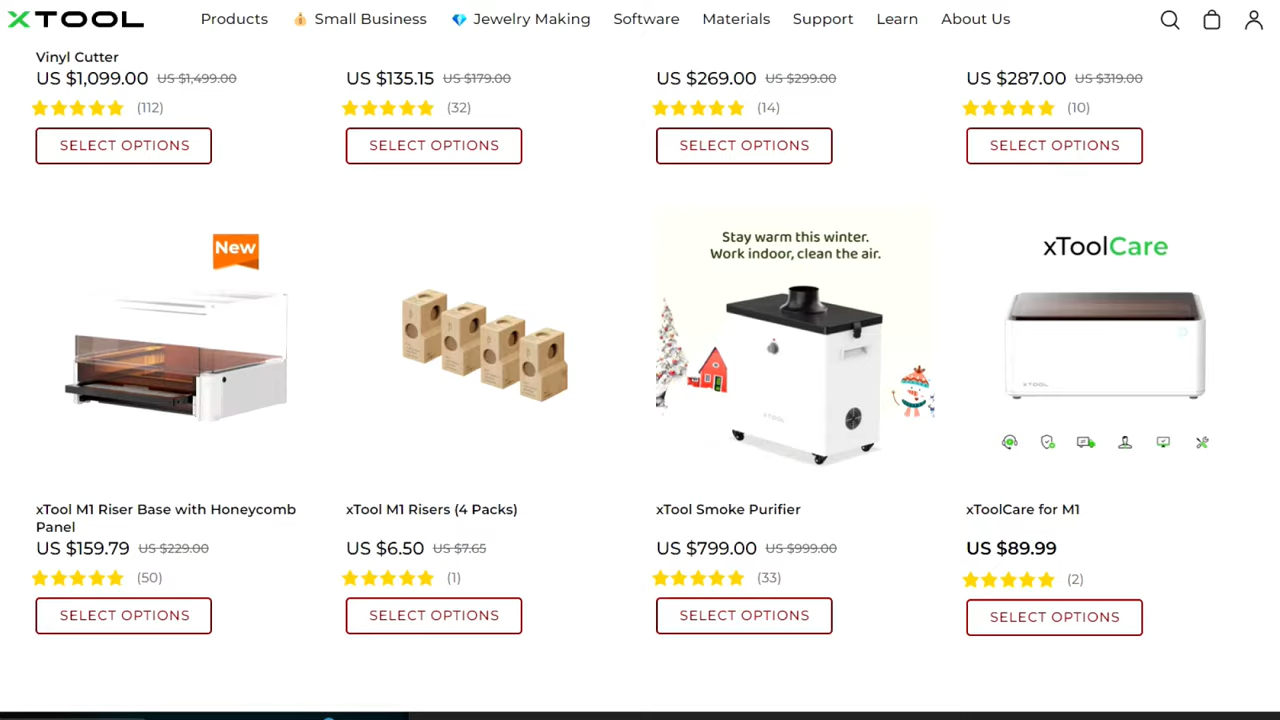 XTOOL
Products
Small Business
Jewelry Making
Software
Materials
Support
Learn
About Us
Vinyl Cutter
US $1,099.00 US $1,499.00
(112)
SELECT OPTIONS
US $135.15 US $179.00
(32)
SELECT OPTIONS
US $269.00 US $299.00
(14)
SELECT OPTIONS
US $287.00 US $319.00
(10)
SELECT OPTIONS
New
xTool M1 Riser Base with Honeycomb
Panel
US $159.79 US $229.00
(50)
SELECT OPTIONS
xTool M1 Risers (4 Packs)
US $6.50 US $7.65
(1)
SELECT OPTIONS
Stay warm this winter.
Work indoor, clean the air.
XTOOL
xTool Smoke Purifier
US $799.00 US $999.00
(33)
SELECT OPTIONS
xToolCare
XTOOL
xToolCare for M1
US $89.99
(2)
SELECT OPTIONS